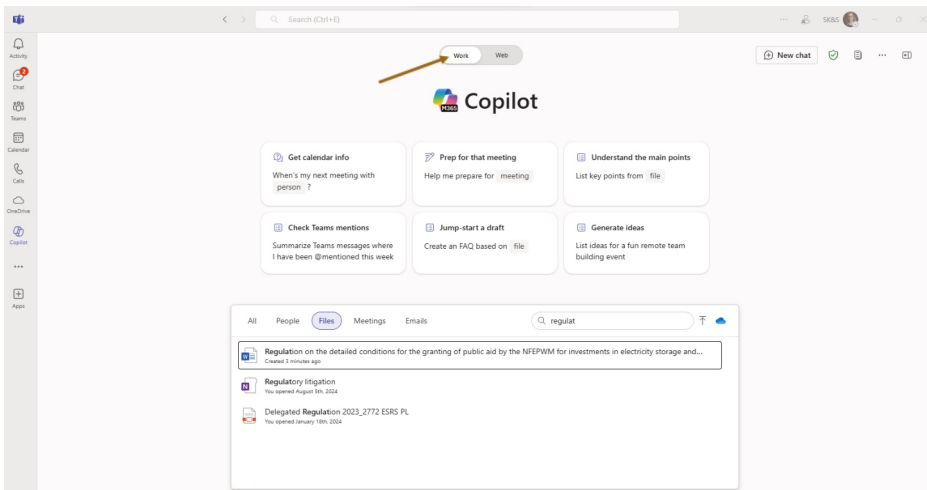 Search (Ctrl+E)
SK&S
Activity
2
Chat
Teams
Calendar
Calls
OneDrive
Copilot
Apps
Work Web
New chat
M365 Copilot
Get calendar info
When's my next meeting with
person ?
Prep for that meeting
Help me prepare for meeting
Understand the main points
List key points from file
Check Teams mentions
Summarize Teams messages where
I have been @mentioned this week
Jump-start a draft
Create an FAQ based on file
Generate ideas
List ideas for a fun remote team
building event
All People Files Meetings Emails
regulat
Regulation on the detailed conditions for the granting of public aid by the NFEPWM for investments in electricity storage and...
Created 3 minutes ago
Regulatory litigation
You opened August 5th, 2024
Delegated Regulation 2023_2772 ESRS PL
You opened January 18th, 2024